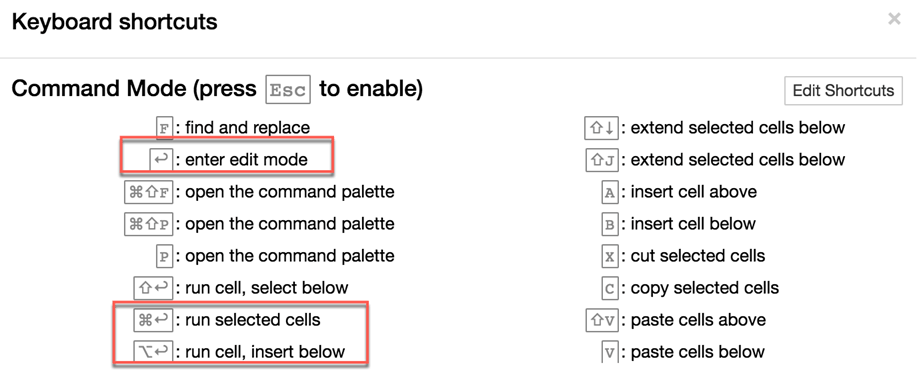 Keyboard shortcuts ×
Command Mode (press Esc to enable) Edit Shortcuts
F : find and replace
↩ : enter edit mode
⌘⇧F : open the command palette
⌘⇧P : open the command palette
P : open the command palette
⇧↩ : run cell, select below
⌘↩ : run selected cells
⌥↩ : run cell, insert below
⇧↓ : extend selected cells below
⇧J : extend selected cells below
A : insert cell above
B : insert cell below
X : cut selected cells
C : copy selected cells
⇧V : paste cells above
V : paste cells below